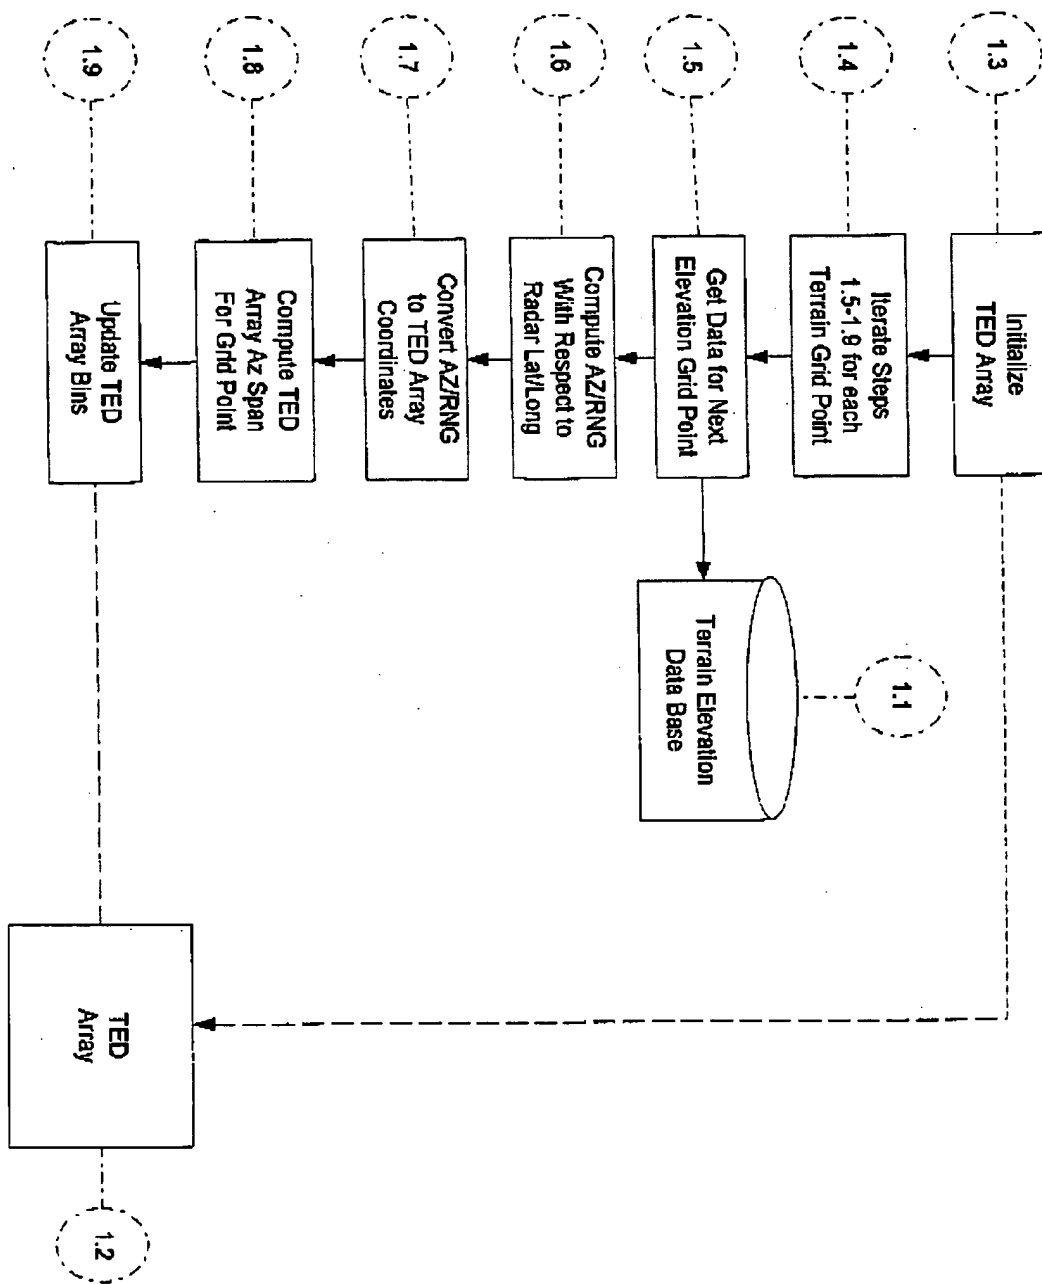 1.3
Initialize
TED Array
1.4
Iterate Steps
1.5-1.9 for each
Terrain Grid Point
1.5
Get Data for Next
Elevation Grid Point
1.1
Terrain Elevation
Data Base
1.6
Compute AZ/RNG
With Respect to
Radar Lat/Long
1.7
Convert AZ/RNG
to TED Array
Coordinates
1.8
Compute TED
Array Az Span
For Grid Point
1.9
Update TED
Array Bins
TED
Array
1.2